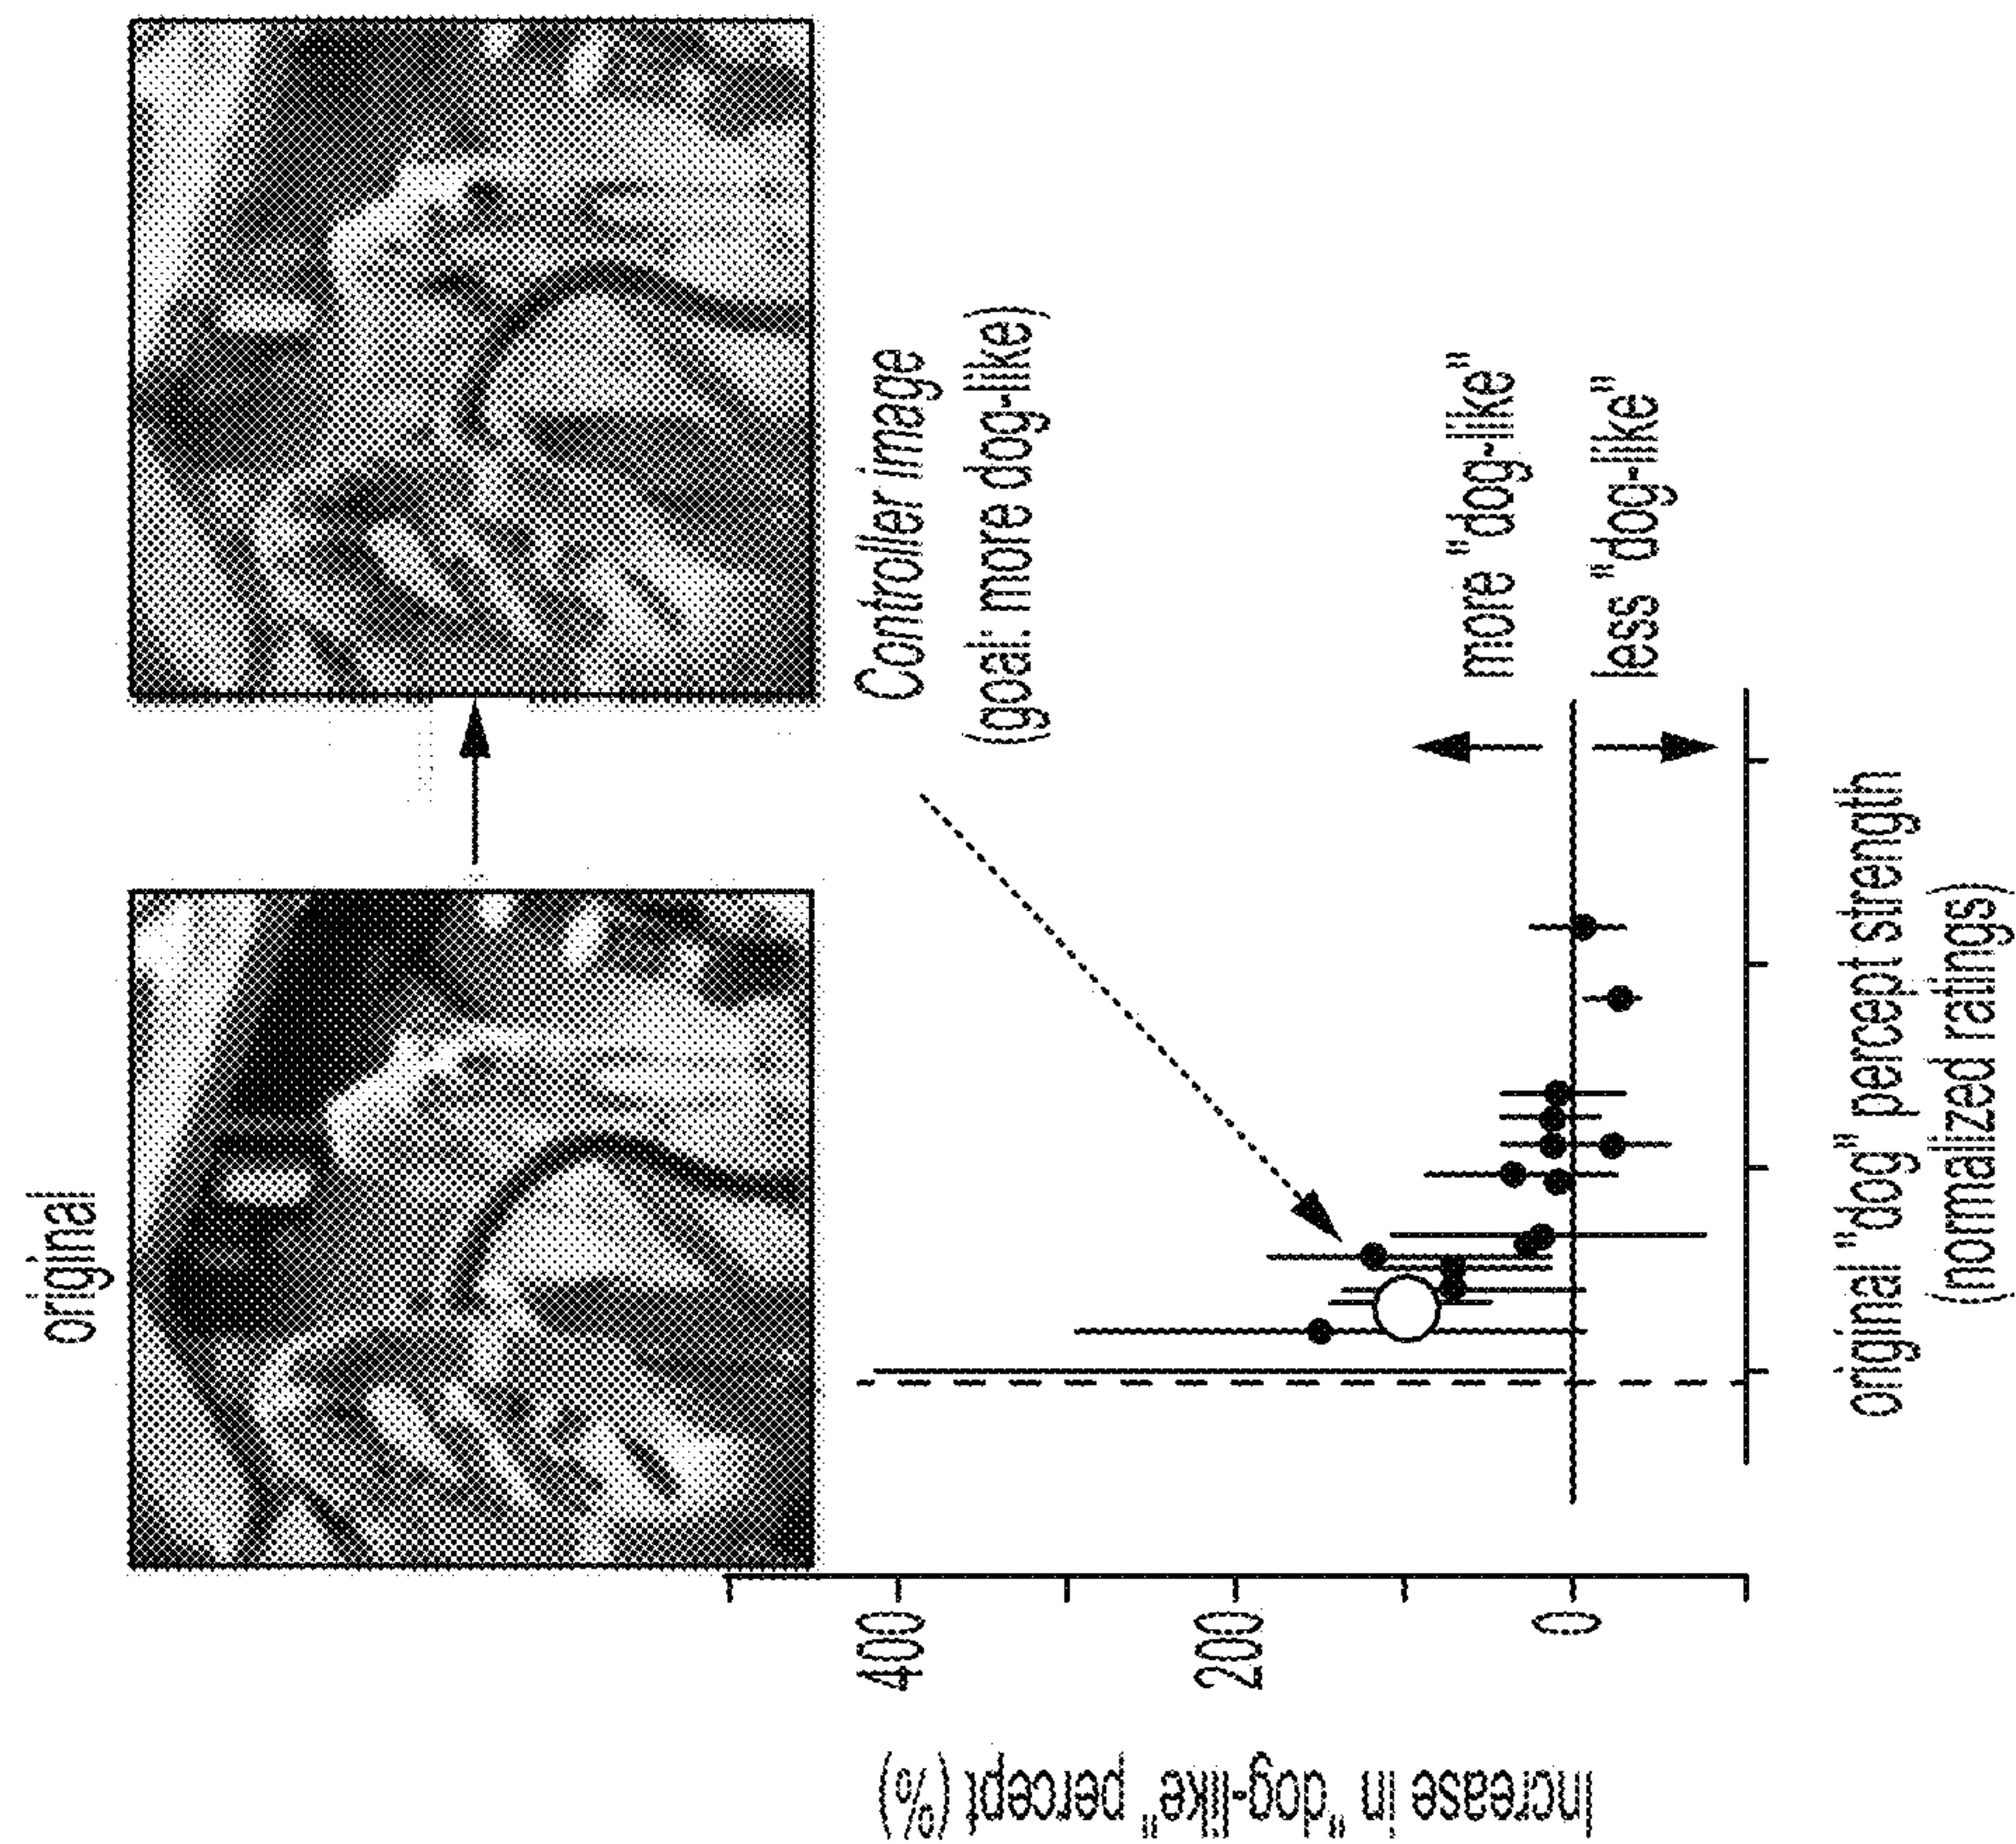 original
Controller image
(goal: more dog-like)
Increase in "dog-like" percept (%)
400
200
0
more "dog-like"
less "dog-like"
original "dog" percept strength
(normalized ratings)